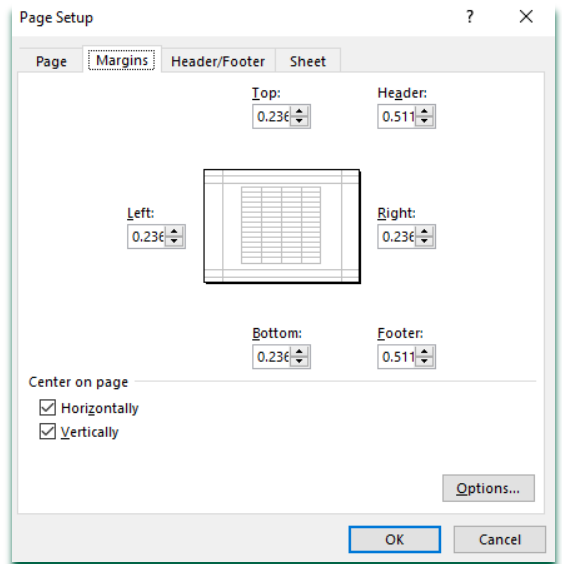 Page Setup ? ×
Page Margins Header/Footer Sheet
Top: Header:
0.236 0.511
Left: Right:
0.236 0.236
Bottom: Footer:
0.236 0.511
Center on page
Horizontally
Vertically
Options...
OK Cancel